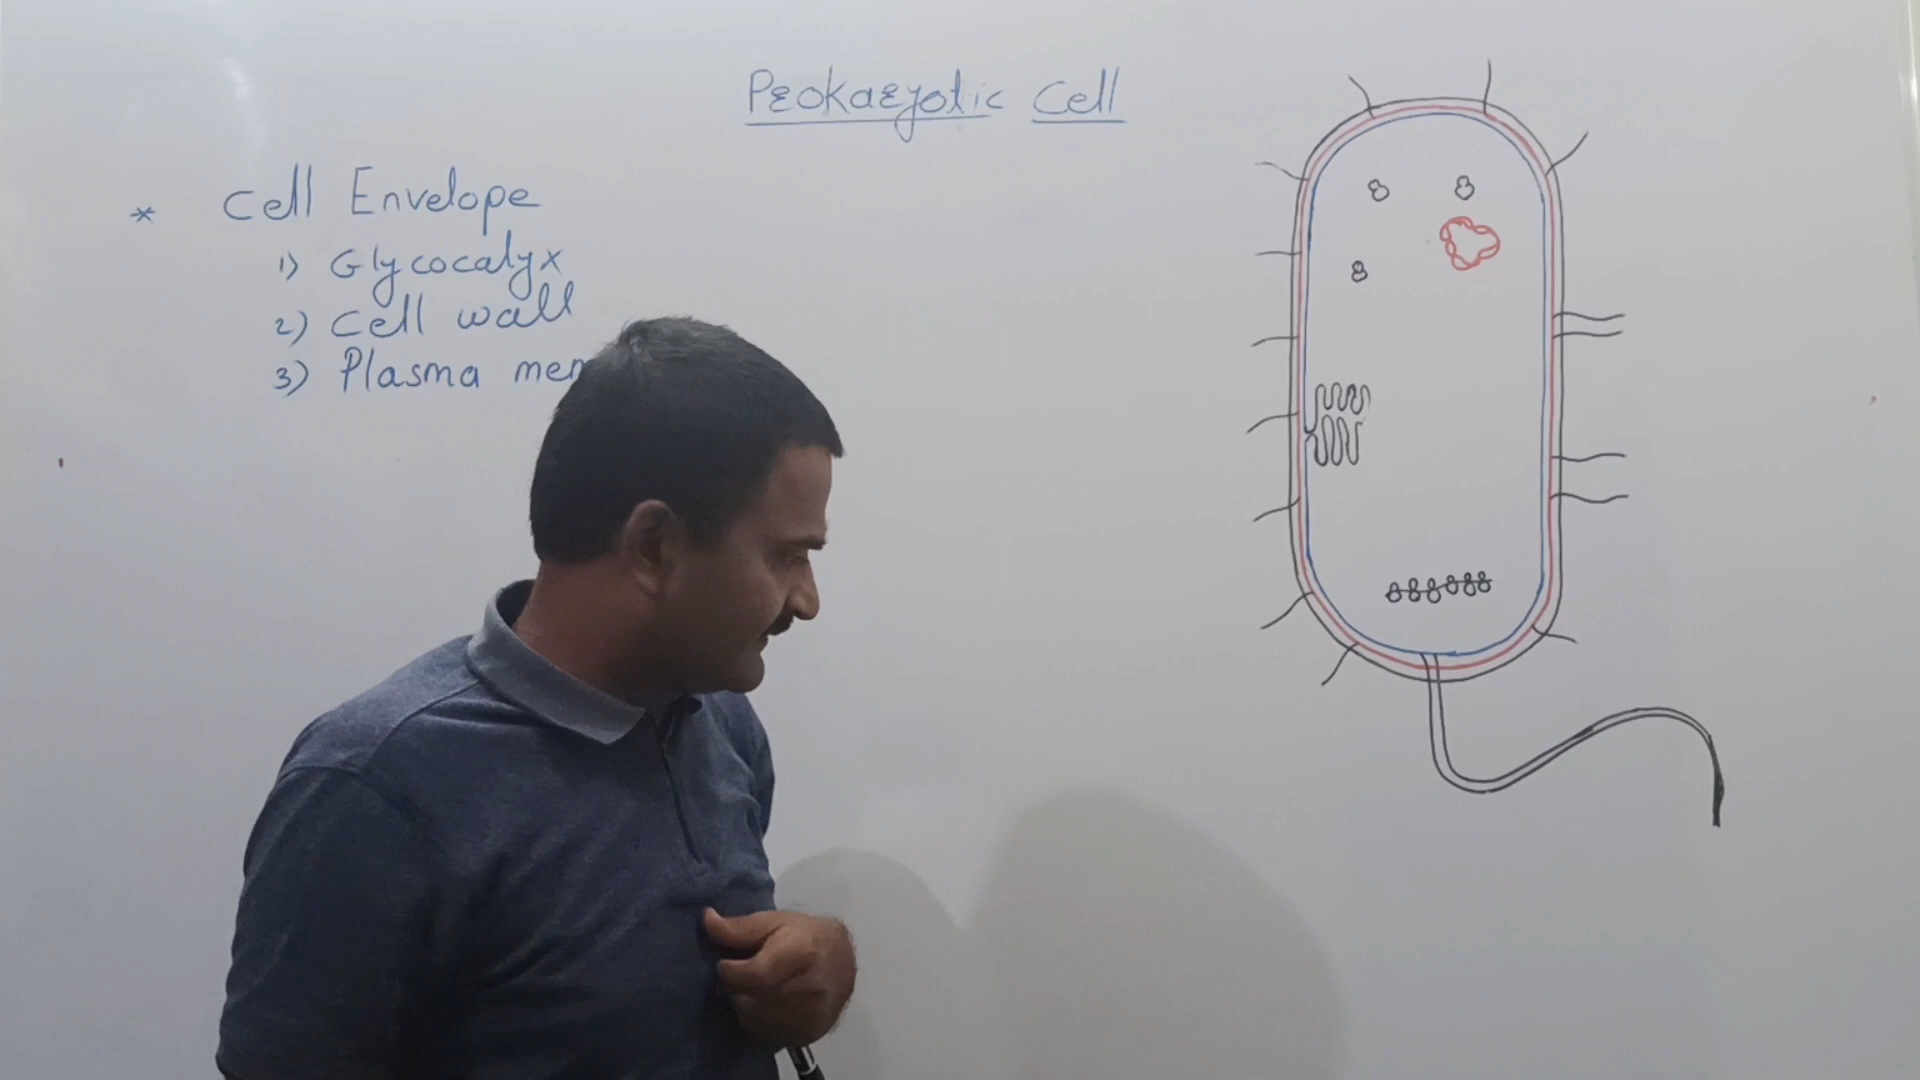 Prokaryotic Cell
* Cell Envelope
1) Glycocalyx
2) Cell wall
3) Plasma mem